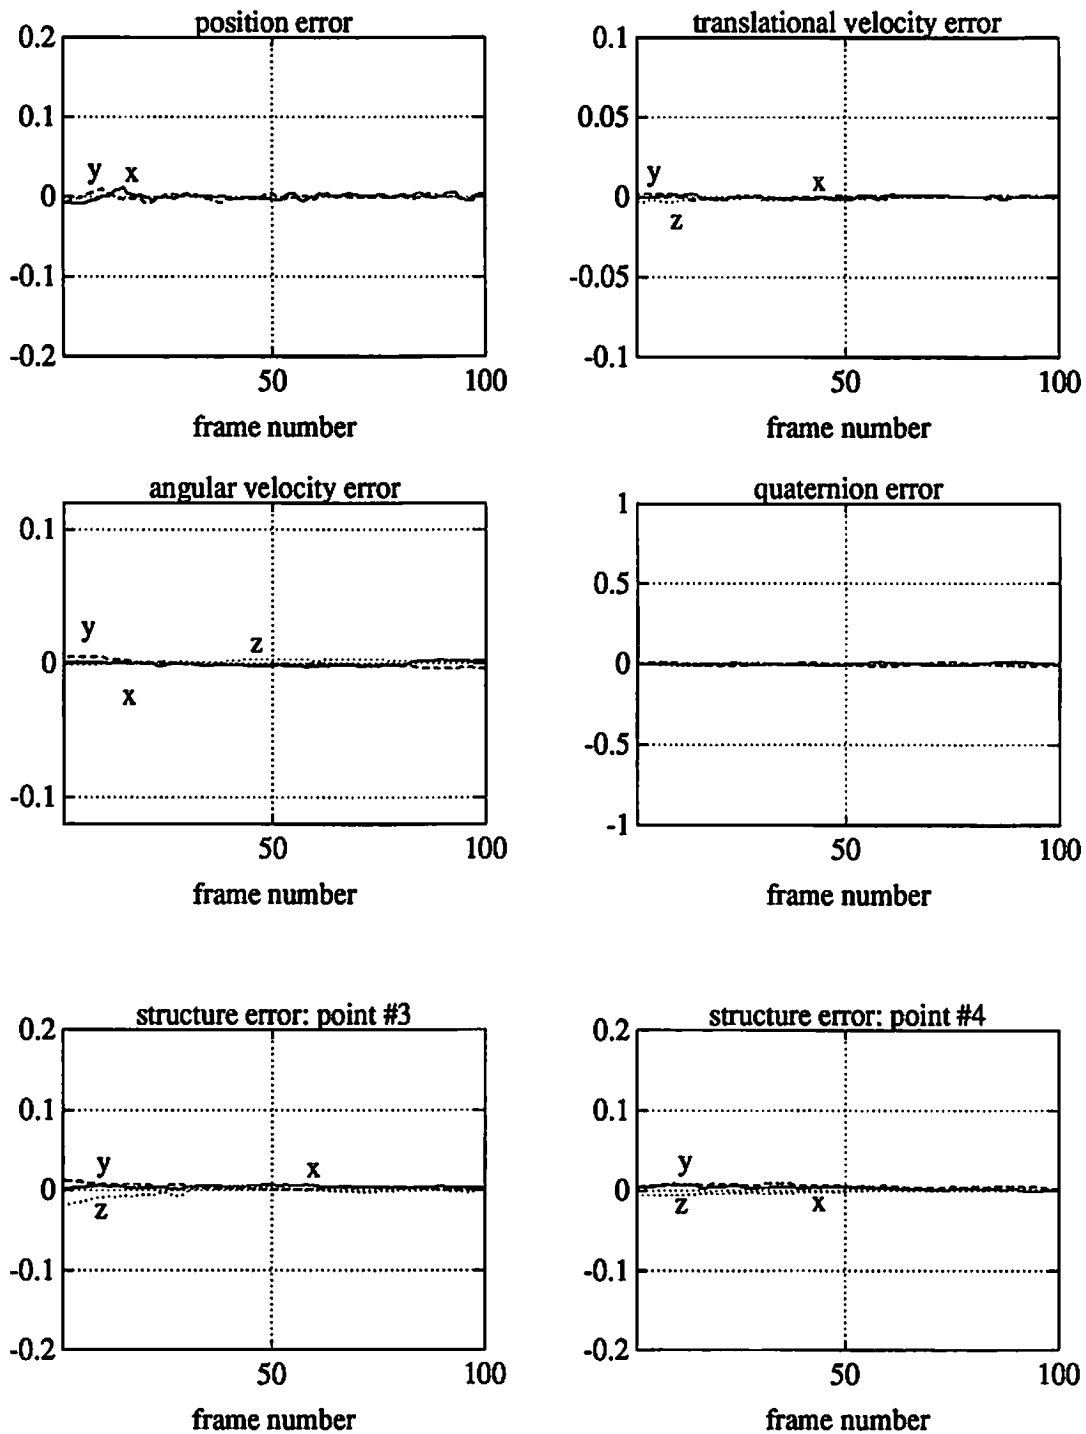 position error
0.2
0.1
y x
0
-0.1
-0.2
50 100
frame number
translational velocity error
0.1
0.05
y x
0
z
-0.05
-0.1
50 100
frame number
angular velocity error
0.1
y z
0
x
-0.1
50 100
frame number
quaternion error
1
0.5
0
-0.5
-1
50 100
frame number
structure error: point #3
0.2
0.1
y x
0
z
-0.1
-0.2
50 100
frame number
structure error: point #4
0.2
0.1
y
0
z x
-0.1
-0.2
50 100
frame number